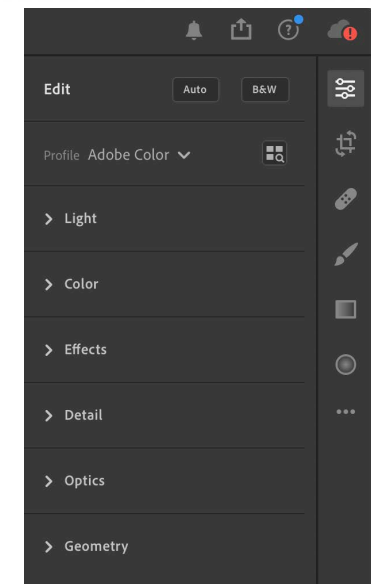 Edit Auto B&W
Profile Adobe Color
Light
Color
Effects
Detail
Optics
Geometry